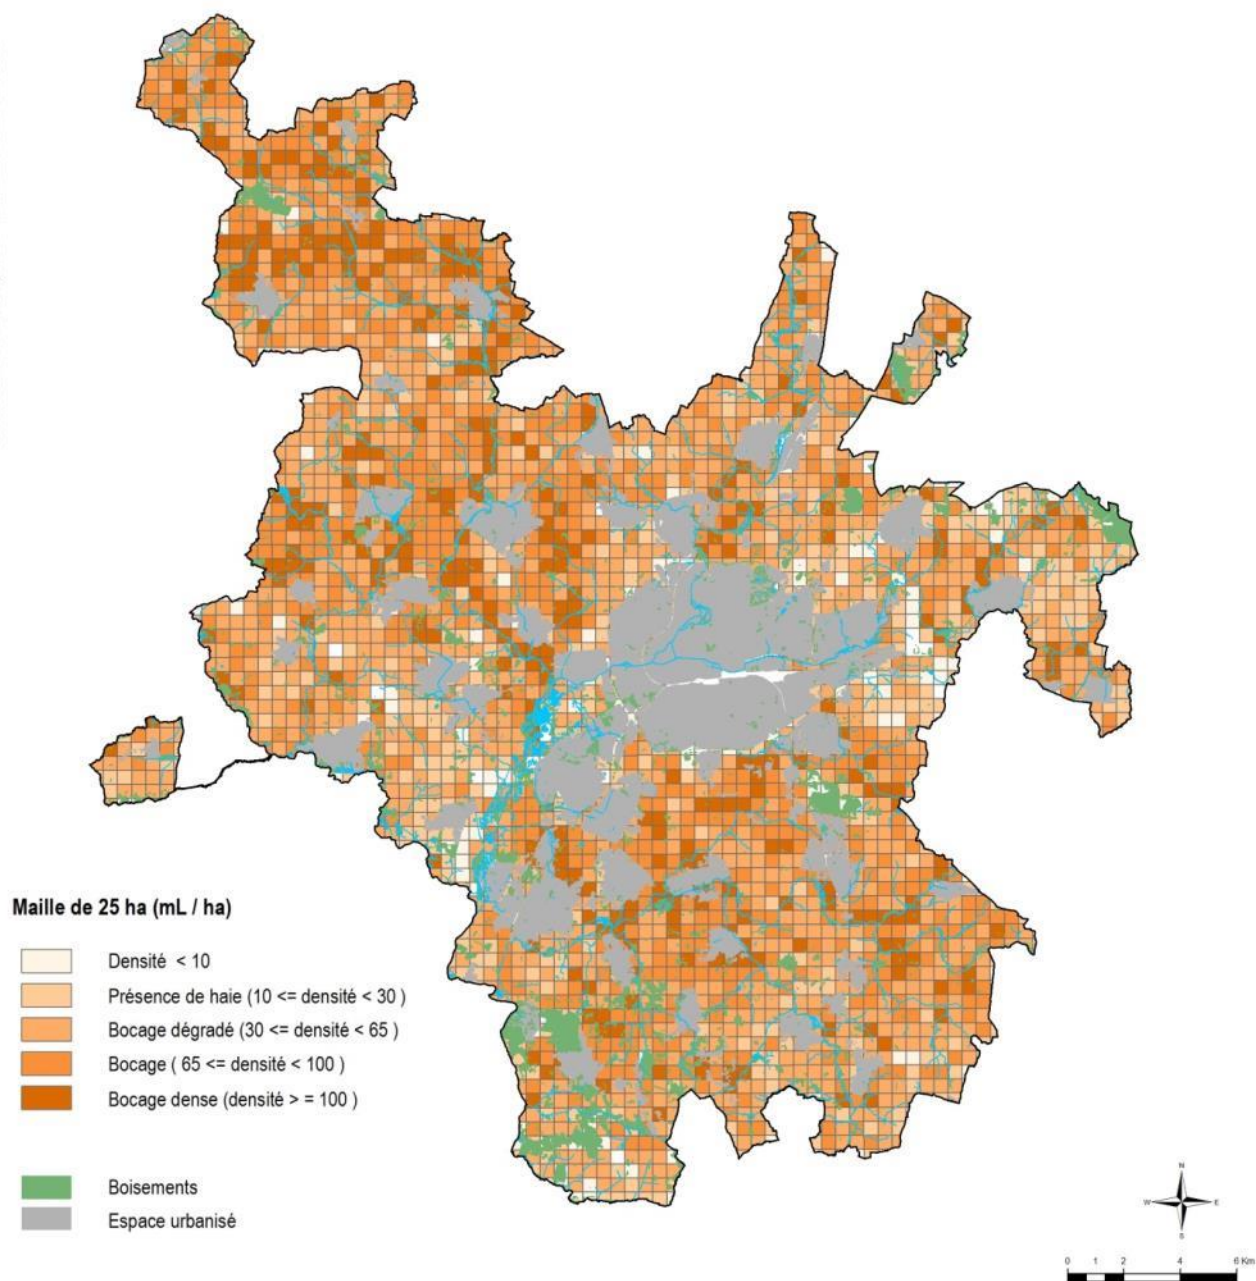 Maille de 25 ha (mL / ha)
Densité < 10
Présence de haie (10 <= densité < 30 )
Bocage dégradé (30 <= densité < 65 )
Bocage ( 65 <= densité < 100 )
Bocage dense (densité > = 100 )
Boisements
Espace urbanisé
N
W E
S
0 1 2 4 6 Km